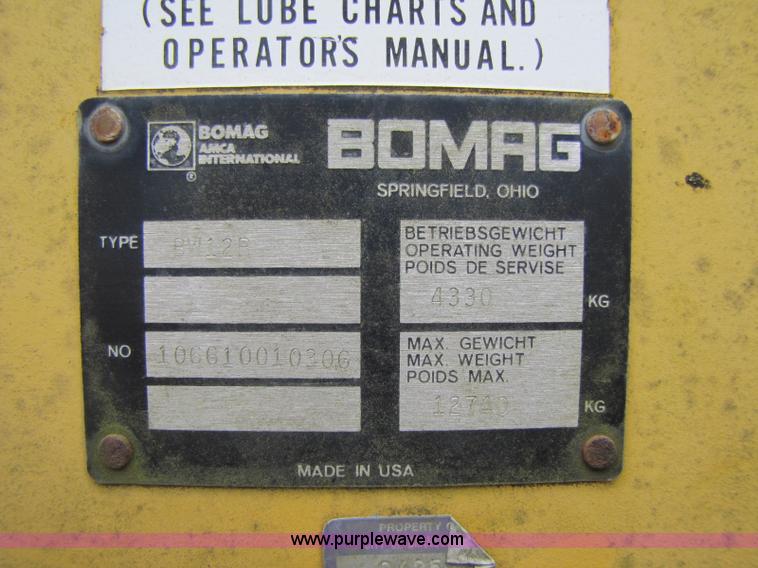 (SEE LUBE CHARTS AND
OPERATOR'S MANUAL.)
BOMAG
AMCA
INTERNATIONAL
®
BOMAG
SPRINGFIELD, OHIO
TYPE BW12R
BETRIEBSGEWICHT
OPERATING WEIGHT
POIDS DE SERVISE
4330 KG
NO 106610010306
MAX. GEWICHT
MAX. WEIGHT
POIDS MAX.
12740 KG
MADE IN USA
PROPERTY
www.purplewave.com